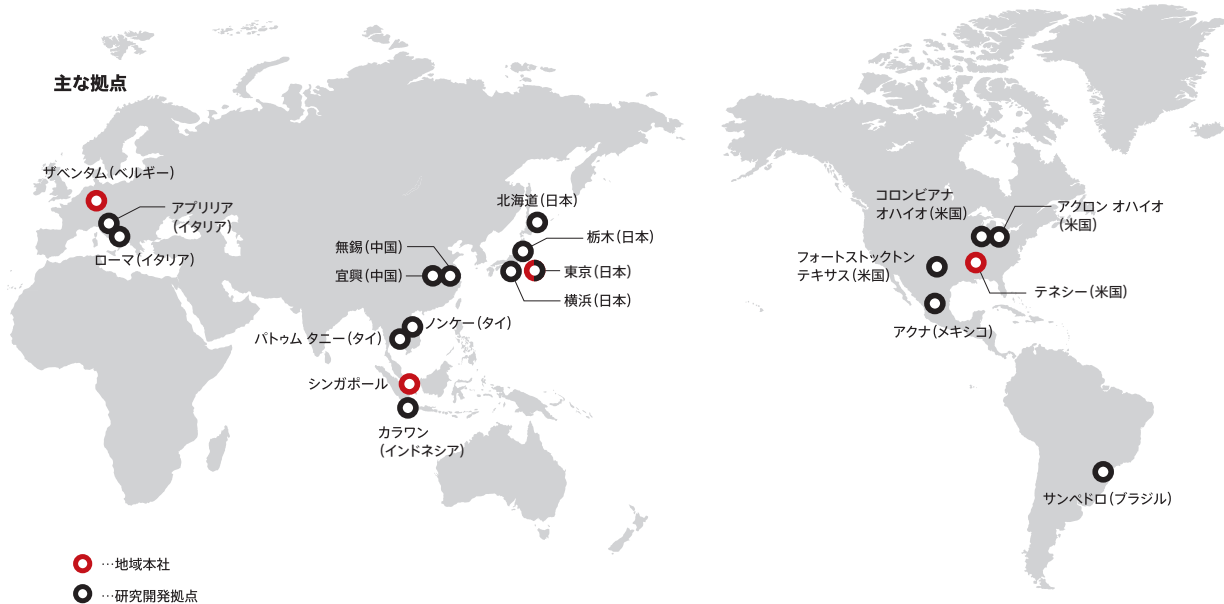 主な拠点
ザベンタム(ベルギー)
アプリリア
(イタリア)
ローマ(イタリア)
北海道(日本)
栃木(日本)
無錫(中国)
宜興(中国)
東京(日本)
横浜(日本)
ノンケー(タイ)
パトゥム タニー(タイ)
シンガポール
カラワン
(インドネシア)
コロンビアナ
オハイオ(米国)
アクロン オハイオ
(米国)
フォートストックトン
テキサス(米国)
テネシー(米国)
アクナ(メキシコ)
サンペドロ(ブラジル)
…地域本社
…研究開発拠点